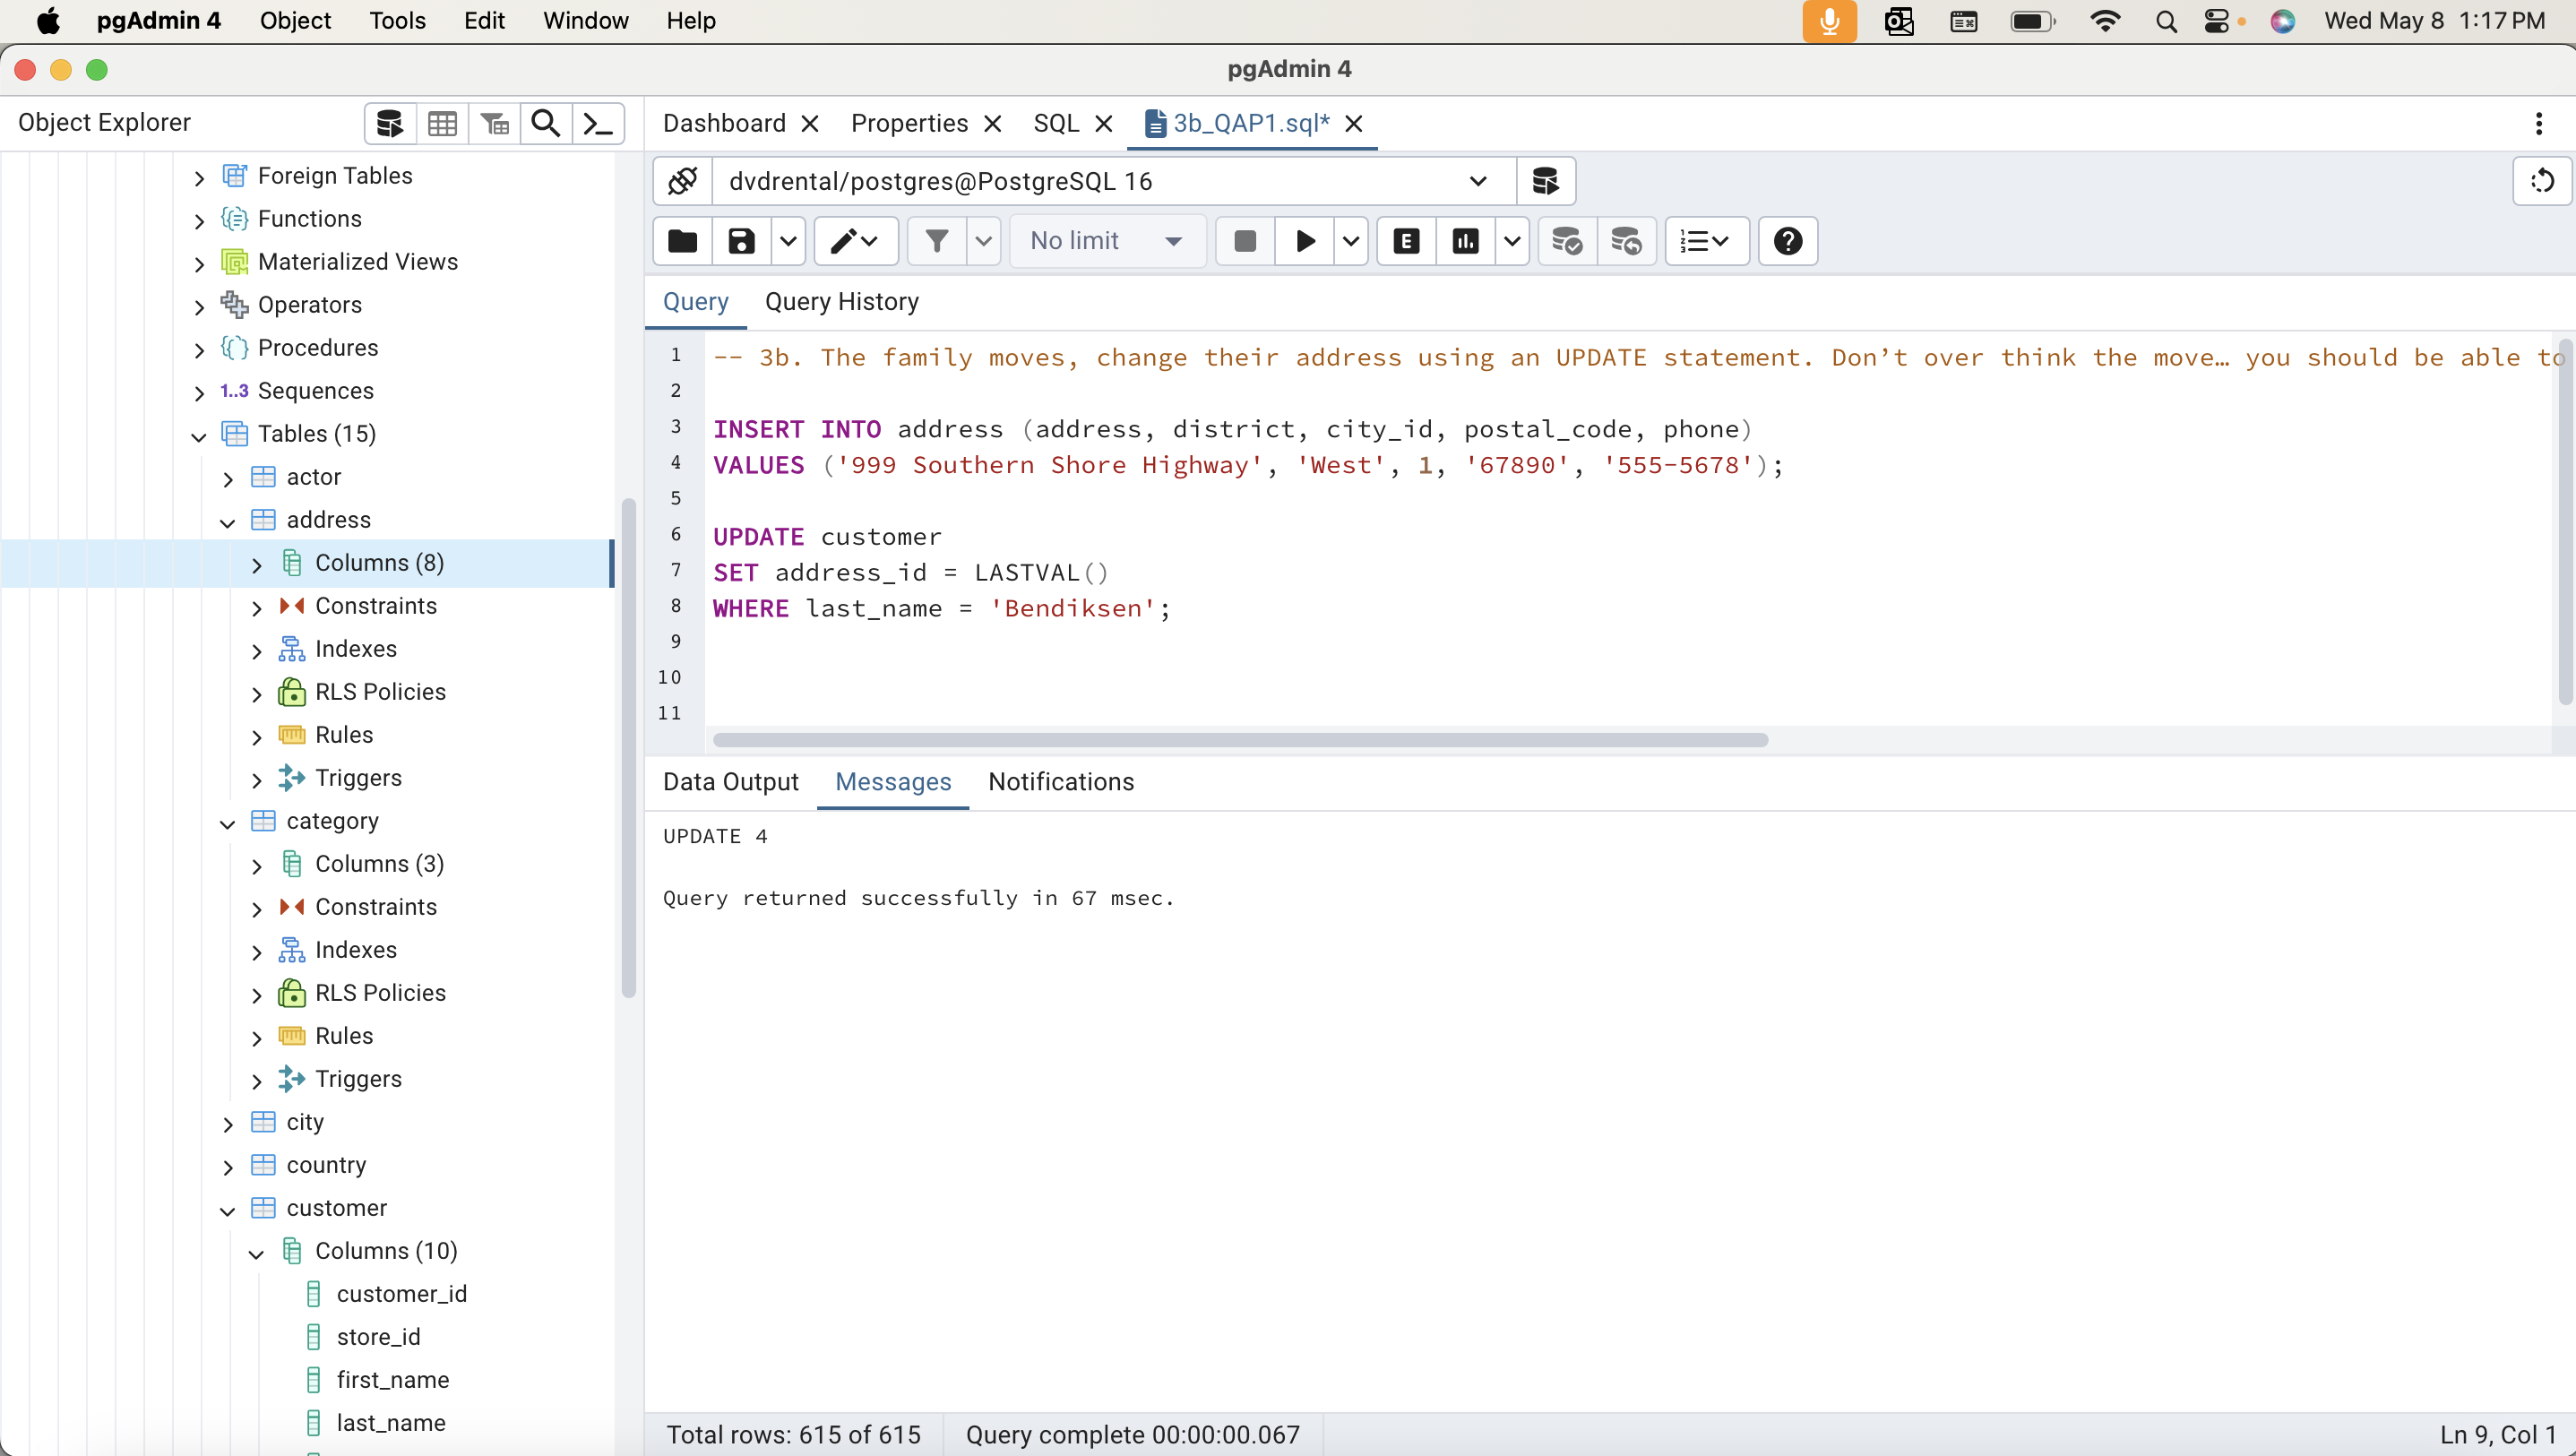 pgAdmin 4 Object Tools Edit Window Help Wed May 8 1:17 PM
pgAdmin 4
Object Explorer
Foreign Tables
Functions
Materialized Views
Operators
Procedures
1..3 Sequences
Tables (15)
actor
address
Columns (8)
Constraints
Indexes
RLS Policies
Rules
Triggers
category
Columns (3)
Constraints
Indexes
RLS Policies
Rules
Triggers
city
country
customer
Columns (10)
customer_id
store_id
first_name
last_name
Dashboard Properties SQL 3b_QAP1.sql*
dvdrental/postgres@PostgreSQL 16
No limit E
Query Query History
1 -- 3b. The family moves, change their address using an UPDATE statement. Don’t over think the move… you should be able to
2
3 INSERT INTO address (address, district, city_id, postal_code, phone)
4 VALUES ('999 Southern Shore Highway', 'West', 1, '67890', '555-5678');
5
6 UPDATE customer
7 SET address_id = LASTVAL()
8 WHERE last_name = 'Bendiksen';
9
10
11
Data Output Messages Notifications
UPDATE 4
Query returned successfully in 67 msec.
Total rows: 615 of 615 Query complete 00:00:00.067 Ln 9, Col 1